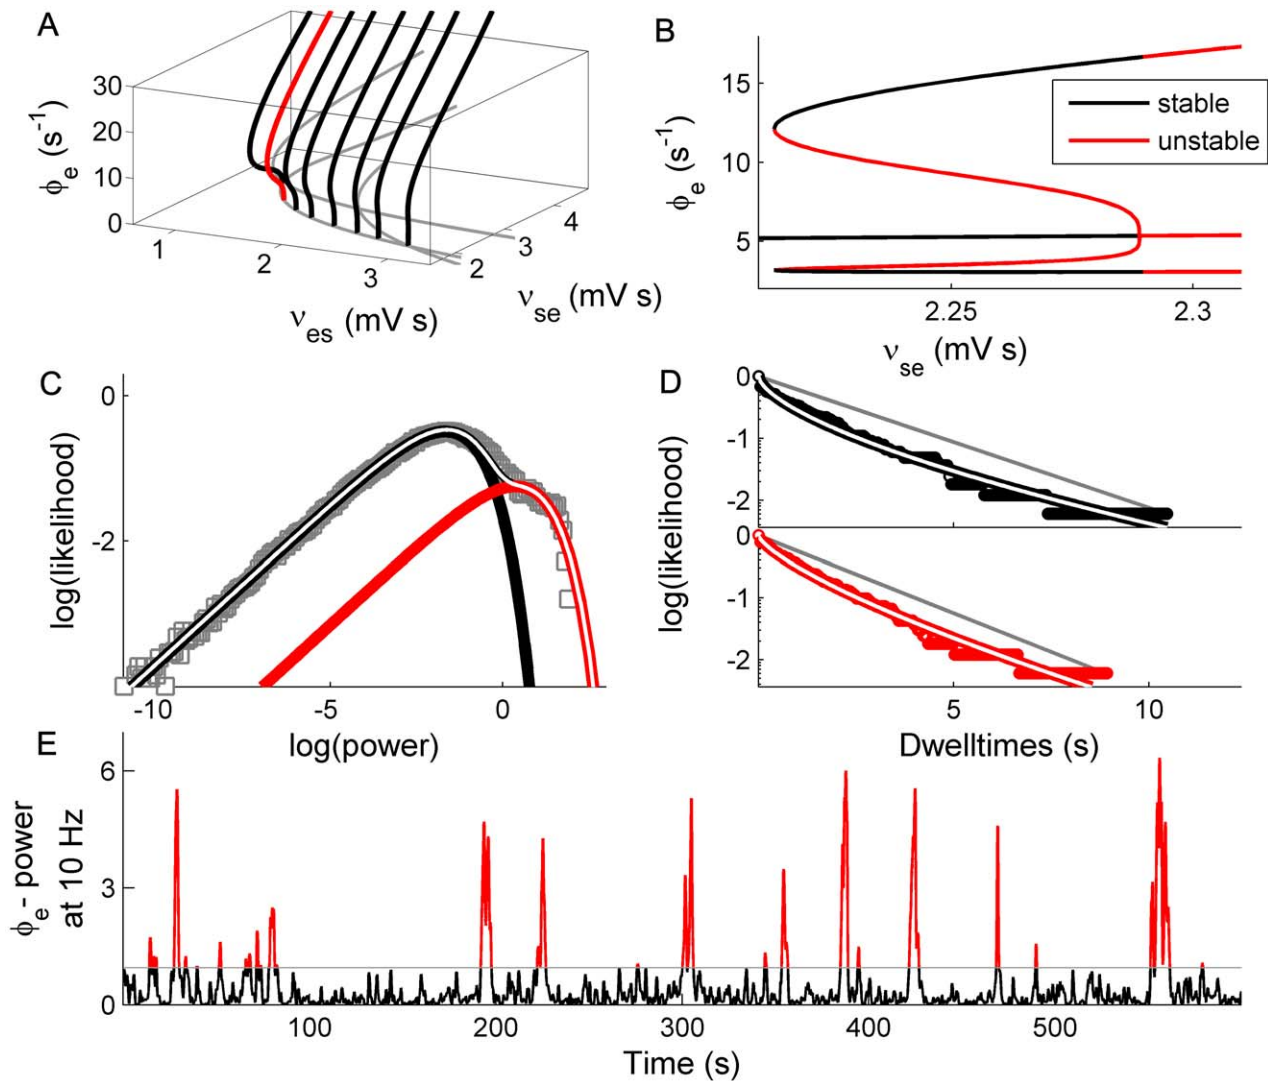 A
ϕe (s-1)
30
20
10
0
1
2
3
2
3
4
νes (mV s)
νse (mV s)
B
ϕe (s-1)
15
10
5
stable
unstable
2.25
2.3
νse (mV s)
C
log(likelihood)
0
-2
-10
-5
0
log(power)
D
log(likelihood)
0
-1
-2
0
-1
-2
5
10
Dwelltimes (s)
E
ϕe - power
at 10 Hz
6
3
0
100
200
300
400
500
Time (s)